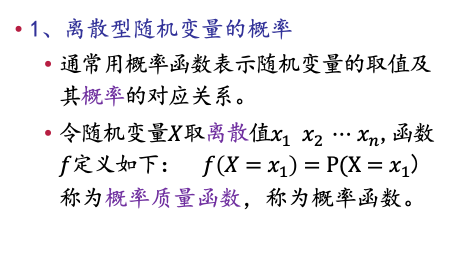 • 1、离散型随机变量的概率
• 通常用概率函数表示随机变量的取值及
其概率的对应关系。
• 令随机变量X取离散值x₁ x₂ ⋯ xₙ,函数
f定义如下： f(X = x₁) = P(X = x₁)
称为概率质量函数，称为概率函数。